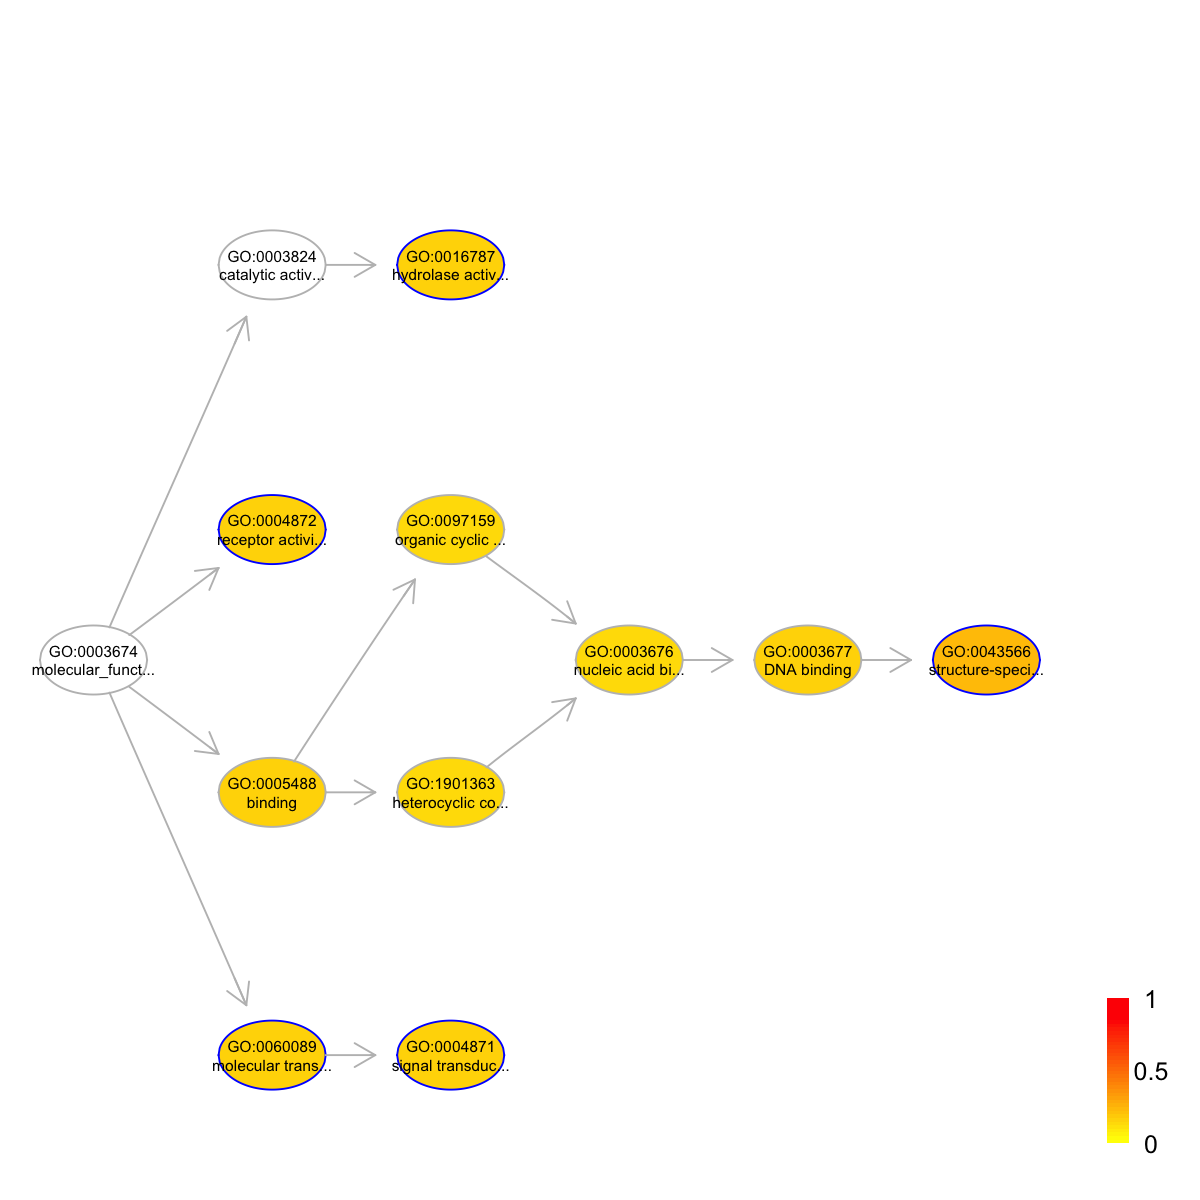 GO:0003824
catalytic activ...
GO:0016787
hydrolase activ...
GO:0004872
receptor activi...
GO:0097159
organic cyclic ...
GO:0003674
molecular_funct...
GO:0003676
nucleic acid bi...
GO:0003677
DNA binding
GO:0043566
structure-speci...
GO:0005488
binding
GO:1901363
heterocyclic co...
GO:0060089
molecular trans...
GO:0004871
signal transduc...
1
0.5
0